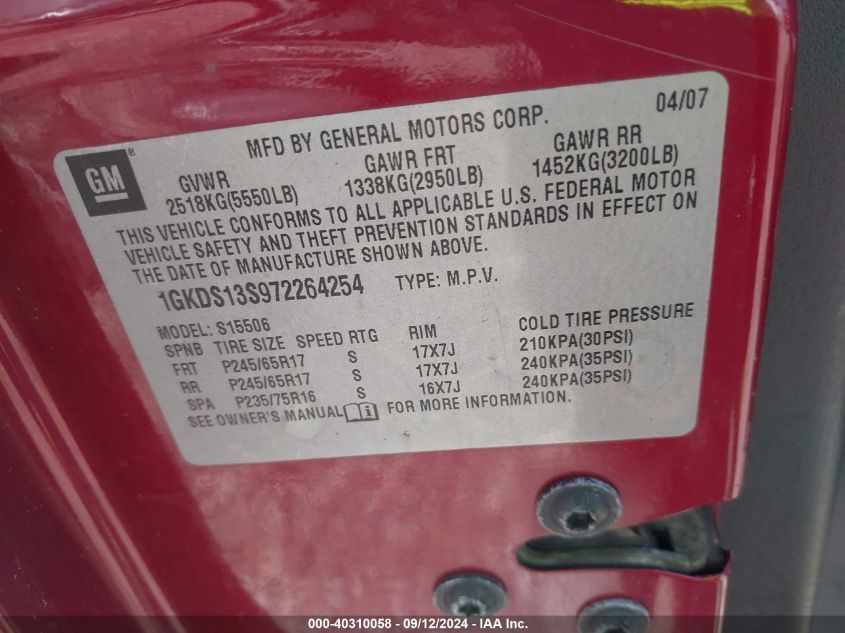 04/07
MFD BY GENERAL MOTORS CORP.
GM®
GVWR GAWR FRT GAWR RR
2518KG(5550LB) 1338KG(2950LB) 1452KG(3200LB)
THIS VEHICLE CONFORMS TO ALL APPLICABLE U.S. FEDERAL MOTOR
VEHICLE SAFETY AND THEFT PREVENTION STANDARDS IN EFFECT ON
THE DATE OF MANUFACTURE SHOWN ABOVE.
1GKDS13S972264254 TYPE: M.P.V.
MODEL: S15506
SPNB TIRE SIZE SPEED RTG RIM COLD TIRE PRESSURE
FRT P245/65R17 S 17X7J 210KPA(30PSI)
RR P245/65R17 S 17X7J 240KPA(35PSI)
SPA P235/75R16 S 16X7J 240KPA(35PSI)
SEE OWNER'S MANUAL i FOR MORE INFORMATION.
000-40310058 - 09/12/2024 - IAA Inc.